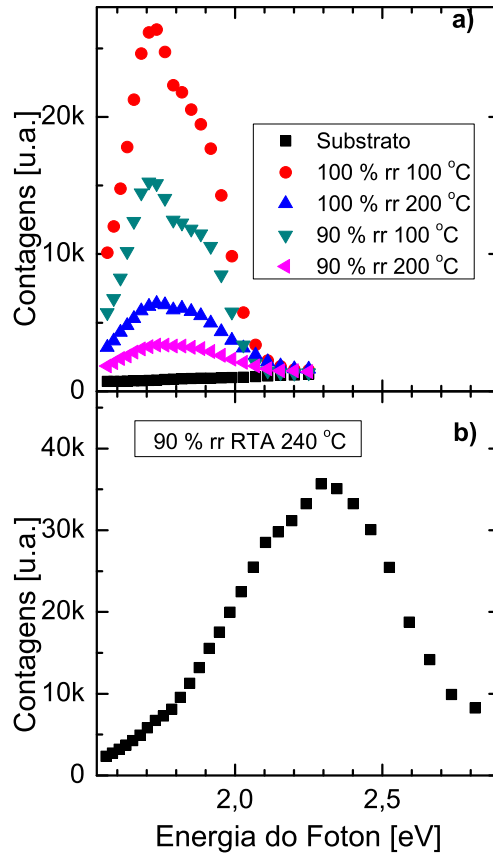 a)
Contagens [u.a.]
20k
10k
0
Substrato
100 % rr 100 °C
100 % rr 200 °C
90 % rr 100 °C
90 % rr 200 °C
b)
90 % rr RTA 240 °C
Contagens [u.a.]
40k
30k
20k
10k
0
2,0 2,5
Energia do Foton [eV]